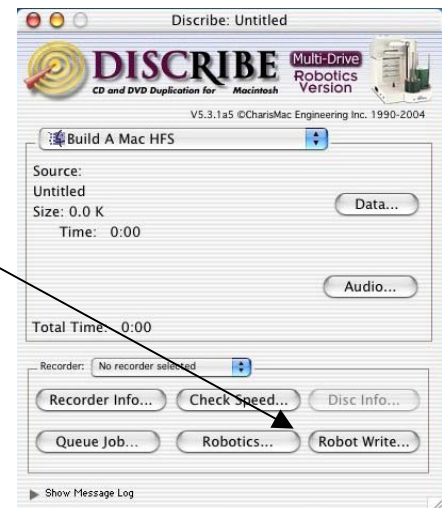 Discribe: Untitled
DISCRIBE Multi-Drive
Robotics
Version
CD and DVD Duplication for Macintosh
V5.3.1a5 ©CharisMac Engineering Inc. 1990-2004
Build A Mac HFS
Source:
Untitled
Size: 0.0 K
Time: 0:00
Data...
Audio...
Total Time: 0:00
Recorder: No recorder selected
Recorder Info... Check Speed... Disc Info...
Queue Job... Robotics... Robot Write...
Show Message Log